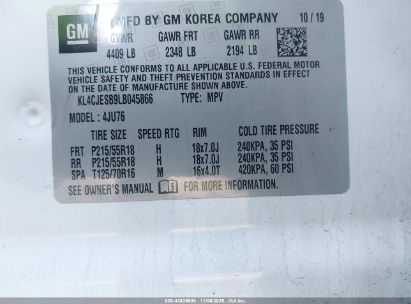 GM
MFD BY GM KOREA COMPANY 10/19
GVWR GAWR FRT GAWR RR
4409 LB 2348 LB 2194 LB
THIS VEHICLE CONFORMS TO ALL APPLICABLE U.S. FEDERAL MOTOR
VEHICLE SAFETY, BUMPER, AND THEFT PREVENTION STANDARDS IN EFFECT
ON THE DATE OF MANUFACTURE SHOWN ABOVE.
KL4CJESB9LB045866 TYPE: MPV
MODEL: 4JU76
TIRE SIZE SPEED RTG RIM COLD TIRE PRESSURE
FRT P215/55R18 H 18x7.0J 240KPA, 35 PSI
RR P215/55R18 H 18x7.0J 240KPA, 35 PSI
SPA T125/70R16 M 16x4.0T 420KPA, 60 PSI
SEE OWNER'S MANUAL FOR MORE INFORMATION.